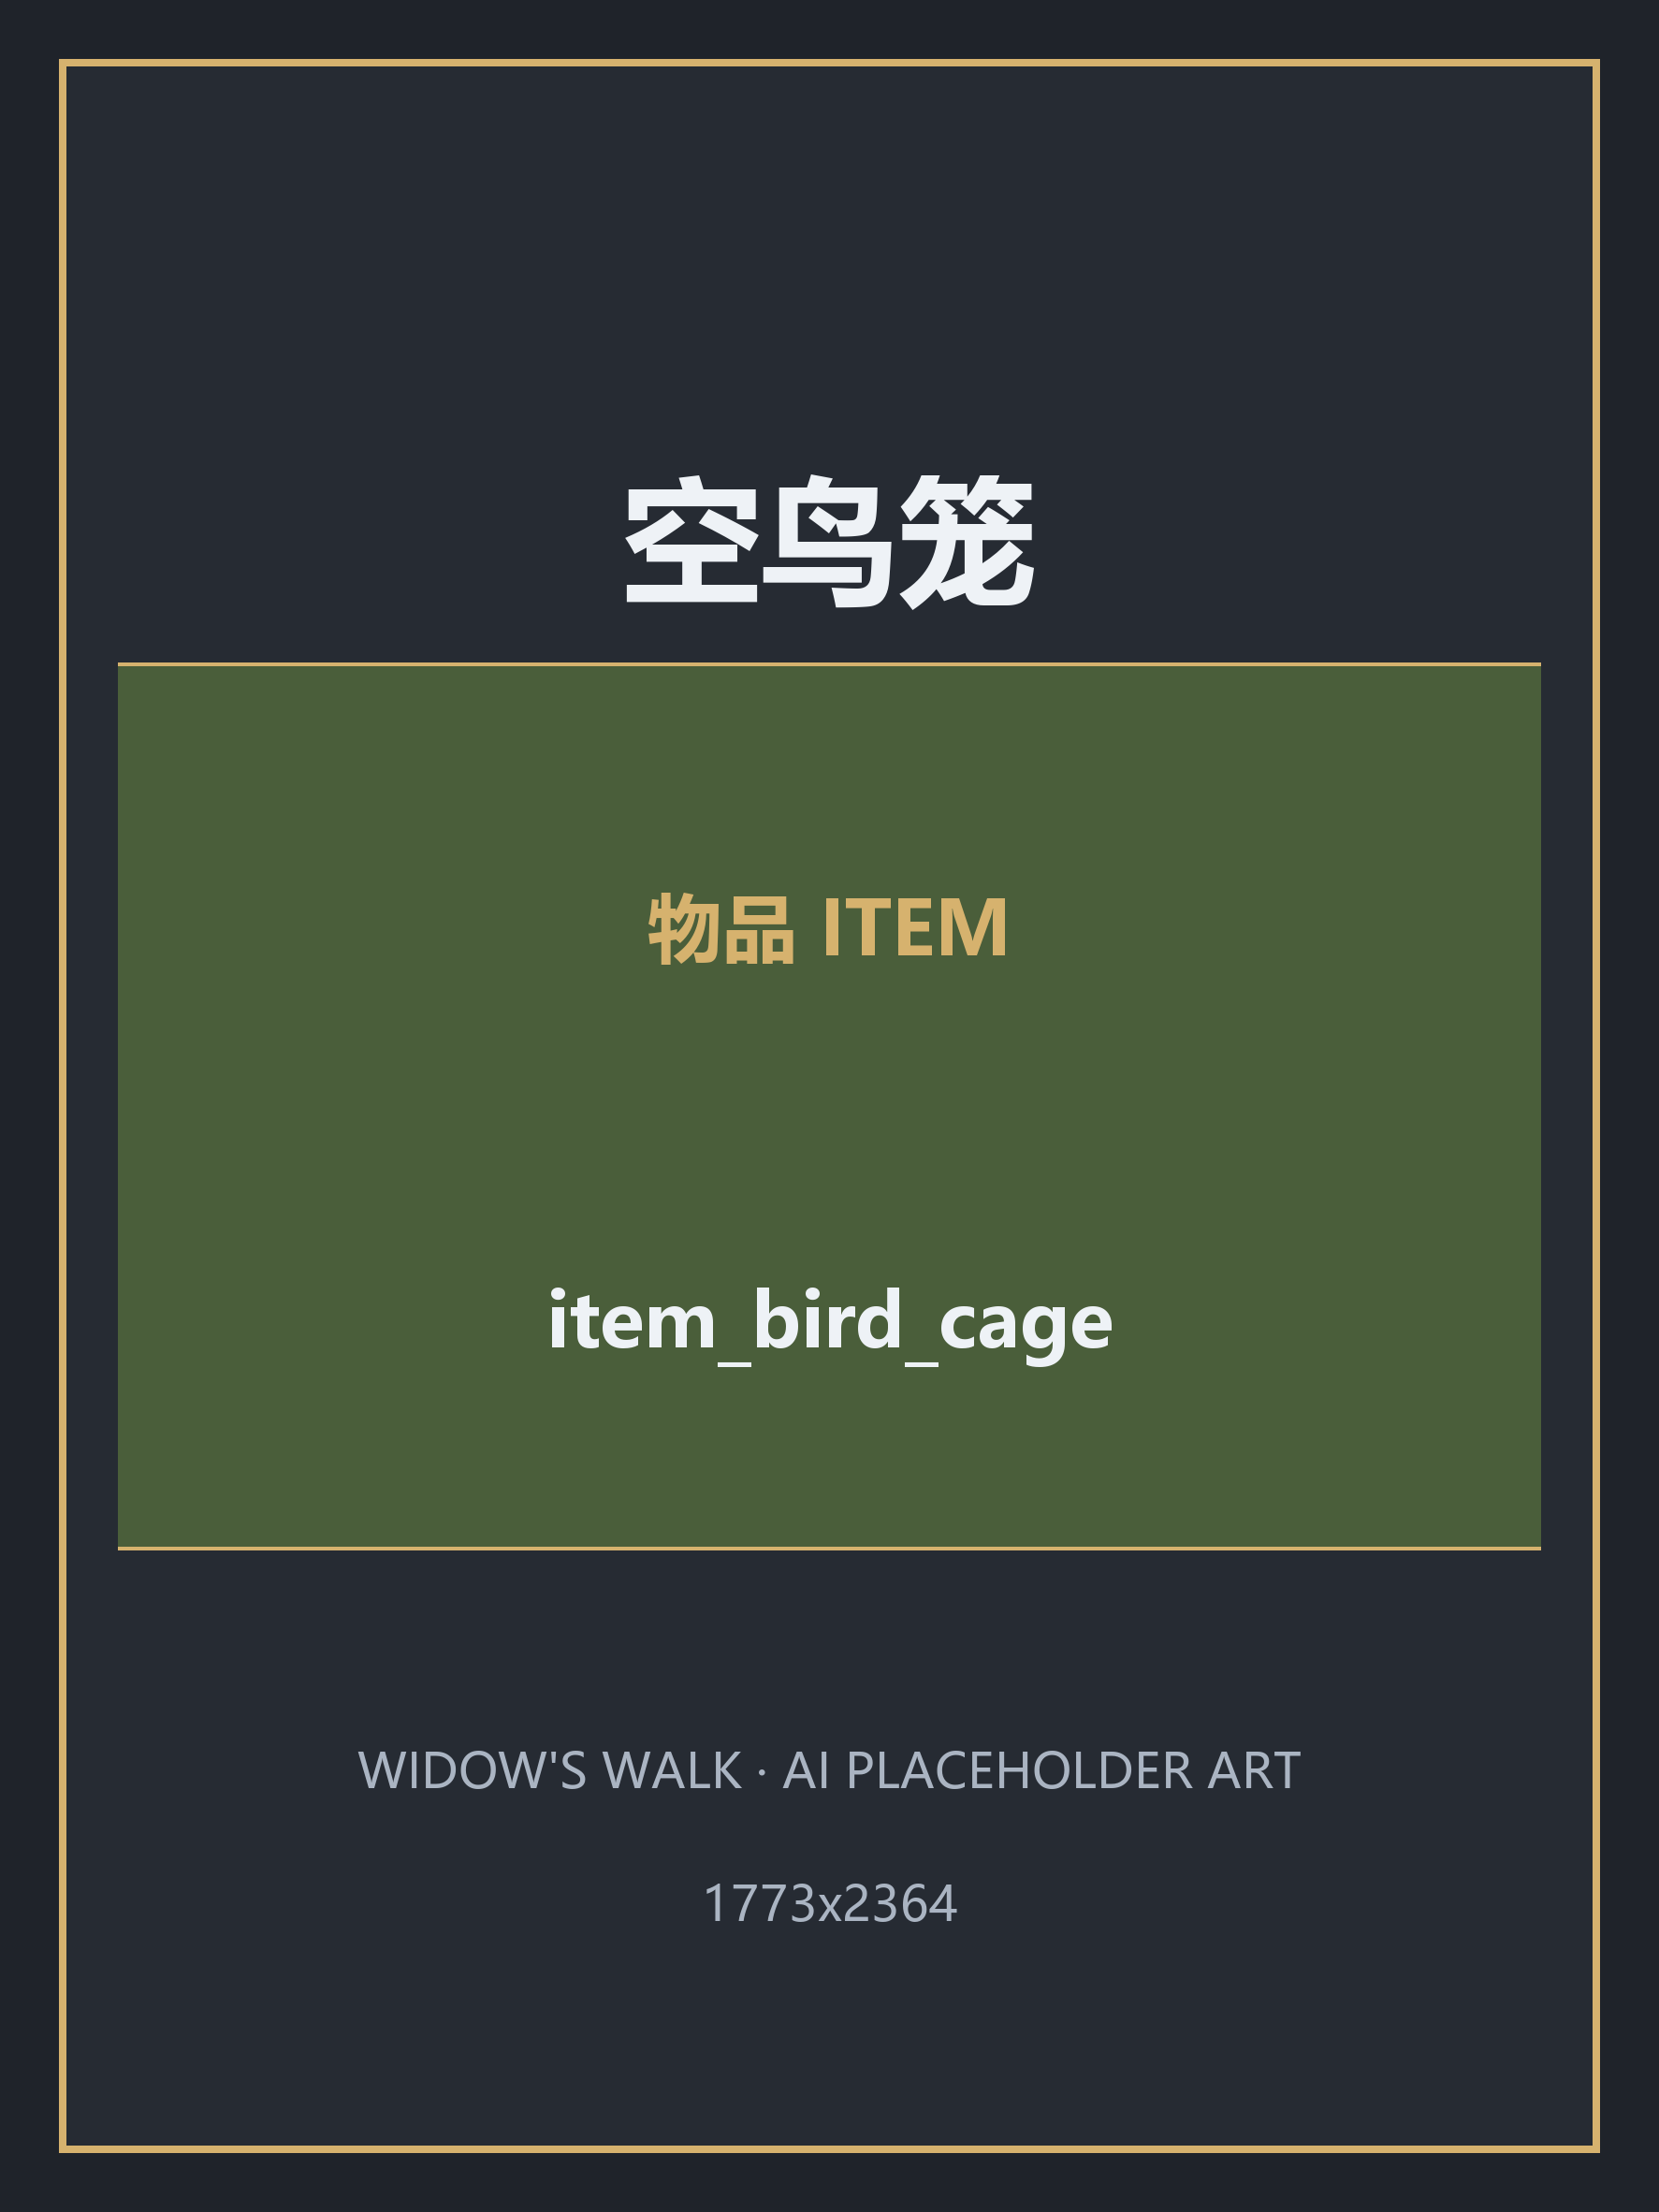 空鸟笼
物品 ITEM
item_bird_cage
WIDOW'S WALK · AI PLACEHOLDER ART
1773x2364